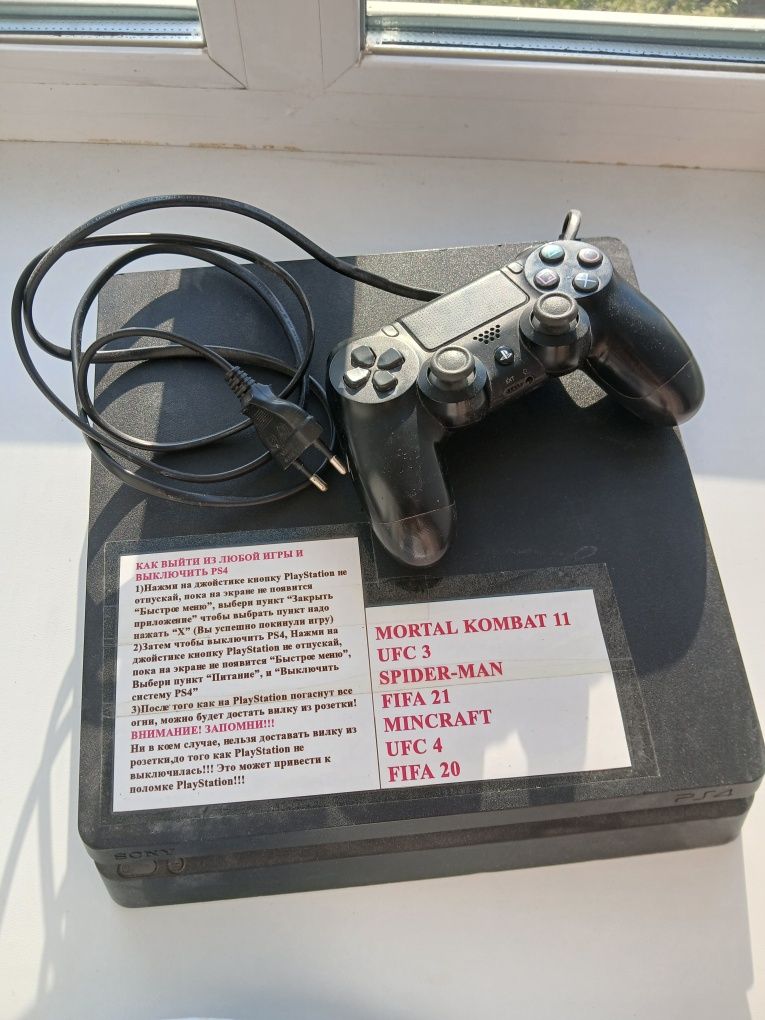 КАК ВЫЙТИ ИЗ ЛЮБОЙ ИГРЫ И
ВЫКЛЮЧИТЬ PS4
1)Нажми на джойстике кнопку PlayStation не
отпускай, пока на экране не появится
“Быстрое меню”, выбери пункт “Закрыть
приложение” чтобы выбрать пункт надо
нажать “X” (Вы успешно покинули игру)
2)Затем чтобы выключить PS4, Нажми на
джойстике кнопку PlayStation не отпускай,
пока на экране не появится “Быстрое меню”,
Выбери пункт “Питание”, и “Выключить
систему PS4”
3)После того как на PlayStation погаснут все
огни, можно будет достать вилку из розетки!
ВНИМАНИЕ! ЗАПОМНИ!!!
Ни в коем случае, нельзя доставать вилку из
розетки,до того как PlayStation не
выключилась!!! Это может привести к
поломке PlayStation!!!
MORTAL KOMBAT 11
UFC 3
SPIDER-MAN
FIFA 21
MINCRAFT
UFC 4
FIFA 20
PS4
SONY